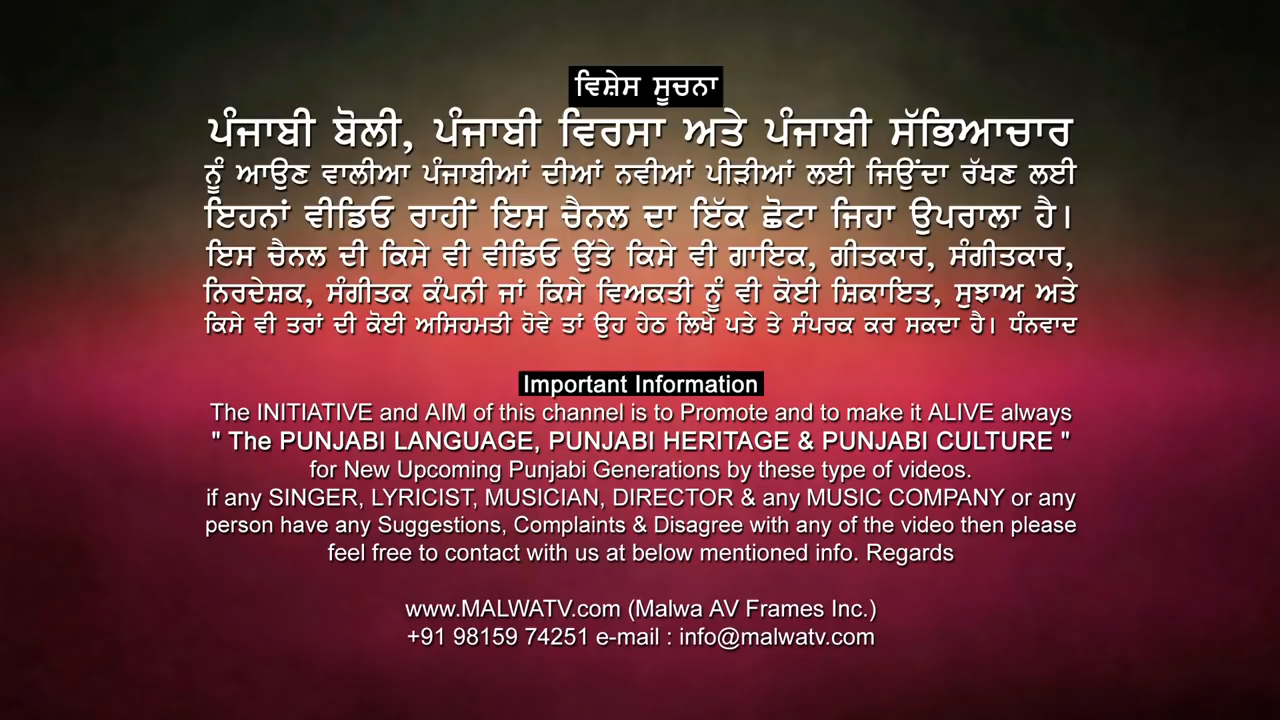 ਵਿਸ਼ੇਸ ਸੂਚਨਾ
ਪੰਜਾਬੀ ਬੋਲੀ, ਪੰਜਾਬੀ ਵਿਰਸਾ ਅਤੇ ਪੰਜਾਬੀ ਸੱਭਿਆਚਾਰ
ਨੂੰ ਆਉਣ ਵਾਲੀਆ ਪੰਜਾਬੀਆਂ ਦੀਆਂ ਨਵੀਆਂ ਪੀੜੀਆਂ ਲਈ ਜਿਉਂਦਾ ਰੱਖਣ ਲਈ
ਇਹਨਾਂ ਵੀਡਿਓ ਰਾਹੀਂ ਇਸ ਚੈਨਲ ਦਾ ਇੱਕ ਛੋਟਾ ਜਿਹਾ ਉਪਰਾਲਾ ਹੈ।
ਇਸ ਚੈਨਲ ਦੀ ਕਿਸੇ ਵੀ ਵੀਡਿਓ ਉੱਤੇ ਕਿਸੇ ਵੀ ਗਾਇਕ, ਗੀਤਕਾਰ, ਸੰਗੀਤਕਾਰ,
ਨਿਰਦੇਸ਼ਕ, ਸੰਗੀਤਕ ਕੰਪਨੀ ਜਾਂ ਕਿਸੇ ਵਿਅਕਤੀ ਨੂੰ ਵੀ ਕੋਈ ਸ਼ਿਕਾਇਤ, ਸੁਝਾਅ ਅਤੇ
ਕਿਸੇ ਵੀ ਤਰਾਂ ਦੀ ਕੋਈ ਅਸਿਹਮਤੀ ਹੋਵੇ ਤਾਂ ਉਹ ਹੇਠ ਲਿਖੇ ਪਤੇ ਤੇ ਸੰਪਰਕ ਕਰ ਸਕਦਾ ਹੈ। ਧੰਨਵਾਦ
Important Information
The INITIATIVE and AIM of this channel is to Promote and to make it ALIVE always
" The PUNJABI LANGUAGE, PUNJABI HERITAGE & PUNJABI CULTURE "
for New Upcoming Punjabi Generations by these type of videos.
if any SINGER, LYRICIST, MUSICIAN, DIRECTOR & any MUSIC COMPANY or any
person have any Suggestions, Complaints & Disagree with any of the video then please
feel free to contact with us at below mentioned info. Regards
www.MALWATV.com (Malwa AV Frames Inc.)
+91 98159 74251 e-mail : info@malwatv.com